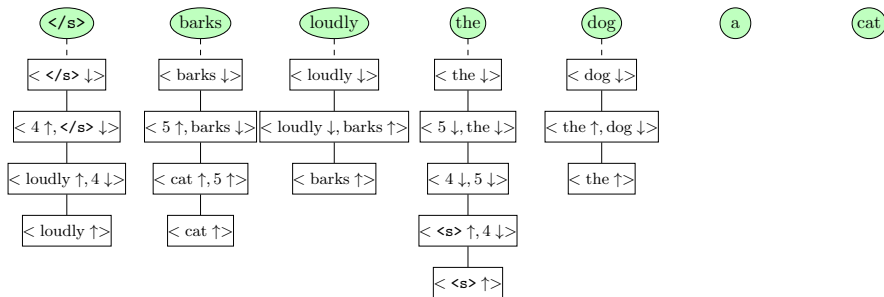 </s> barks loudly the dog a cat
< </s> ↓> < barks ↓> < loudly ↓> < the ↓> < dog ↓>
< 4 ↑, </s> ↓> < 5 ↑, barks ↓> < loudly ↓, barks ↑> < 5 ↓, the ↓> < the ↑, dog ↓>
< loudly ↑, 4 ↓> < cat ↑, 5 ↑> < barks ↑> < 4 ↓, 5 ↓> < the ↑>
< loudly ↑> < cat ↑> < <s> ↑, 4 ↓>
< <s> ↑>